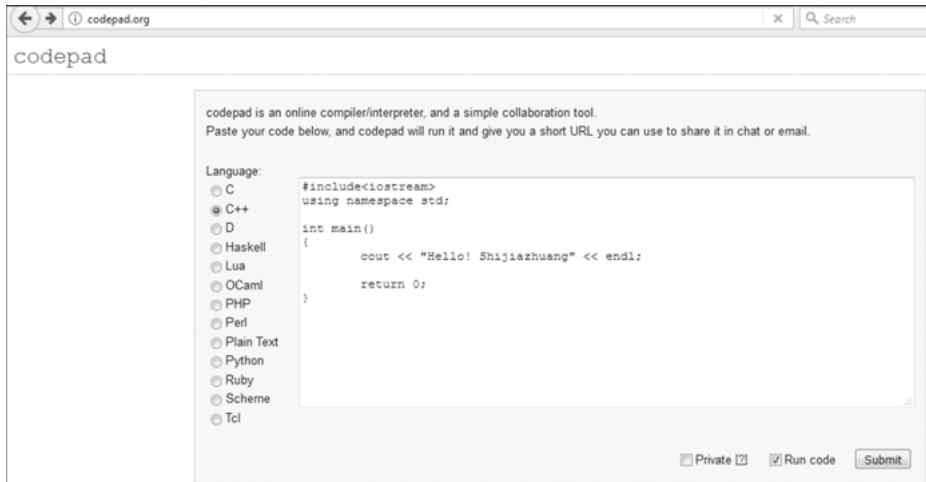 codepad.org
Search
codepad
codepad is an online compiler/interpreter, and a simple collaboration tool.
Paste your code below, and codepad will run it and give you a short URL you can use to share it in chat or email.
Language:
C
C++
D
Haskell
Lua
OCaml
PHP
Perl
Plain Text
Python
Ruby
Scheme
Tcl
#include<iostream>
using namespace std;
int main()
{
cout << "Hello! Shijiazhuang" << endl;
return 0;
}
Private [?]
Run code
Submit